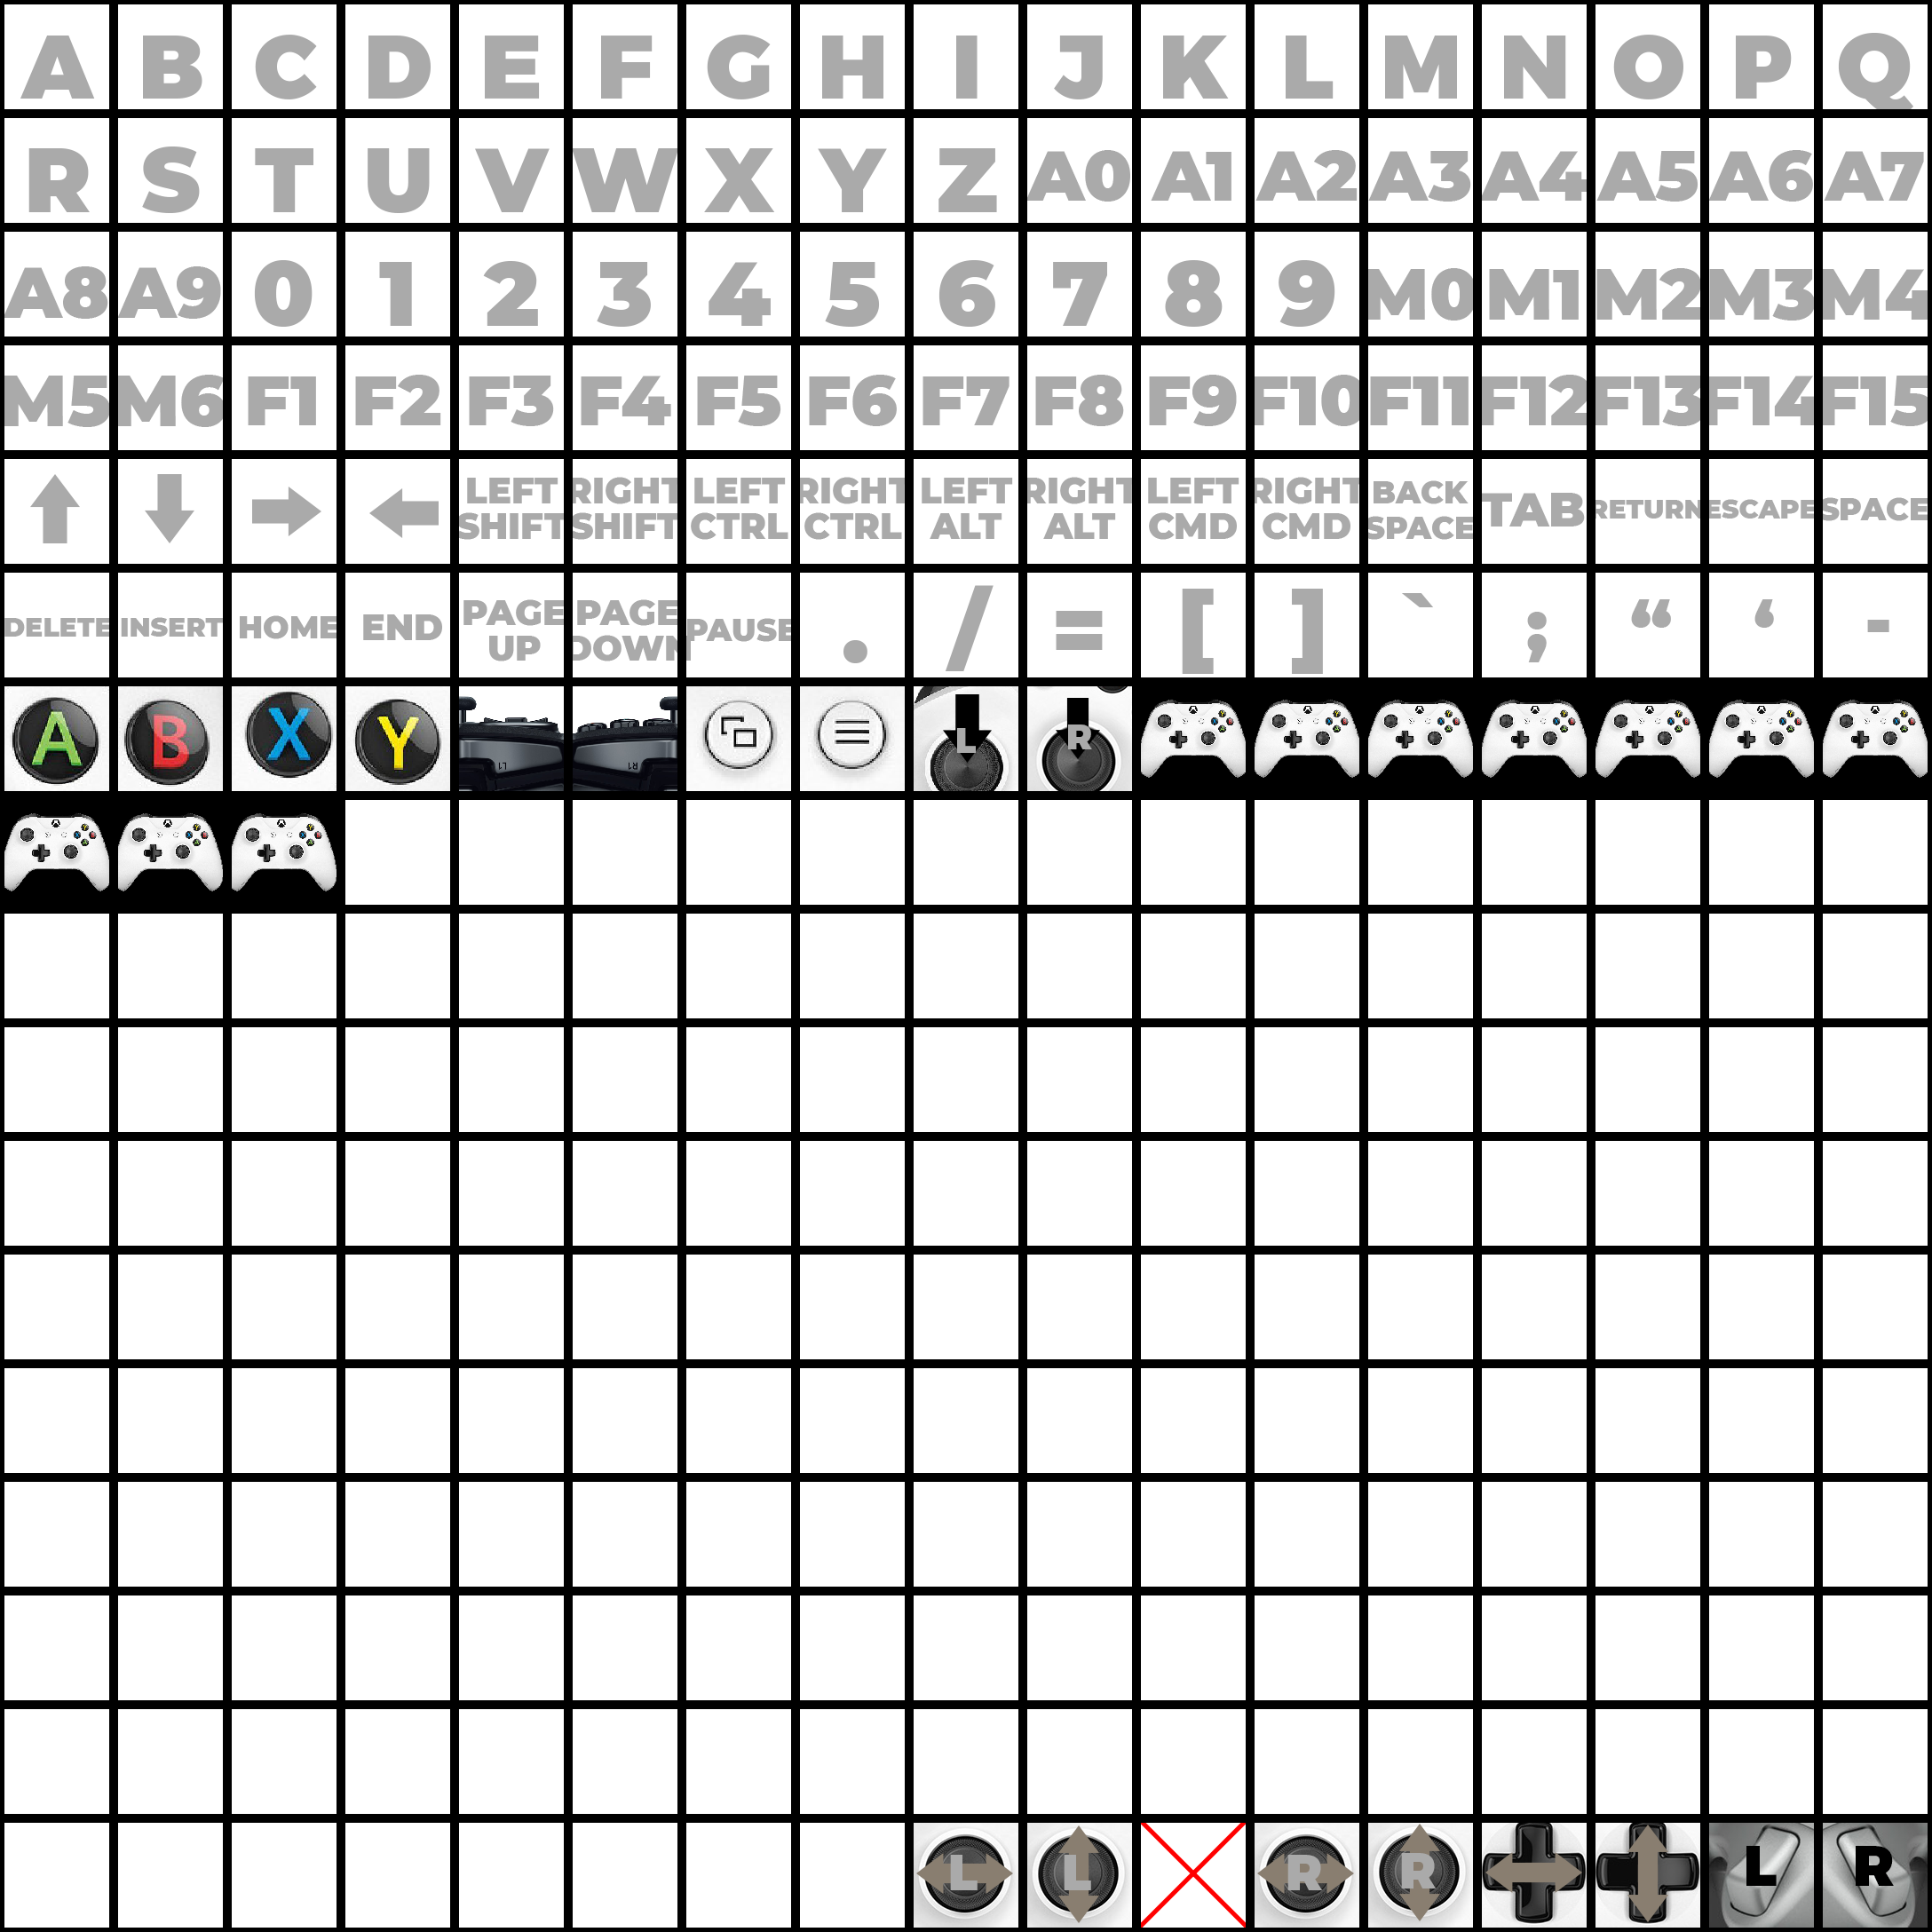 A B C D E F G H I J K L M N O P Q
R S T U V W X Y Z A0 A1 A2 A3 A4 A5 A6 A7
A8 A9 0 1 2 3 4 5 6 7 8 9 M0 M1 M2 M3 M4
M5 M6 F1 F2 F3 F4 F5 F6 F7 F8 F9 F10 F11 F12 F13 F14 F15
LEFT SHIFT RIGHT SHIFT LEFT CTRL RIGHT CTRL LEFT ALT RIGHT ALT LEFT CMD RIGHT CMD BACK SPACE TAB RETURN ESCAPE SPACE
DELETE INSERT HOME END PAGE UP PAGE DOWN PAUSE . / = [ ] ` ; “ ‘ -
A B X Y L1 R1 L R
L L R R L R